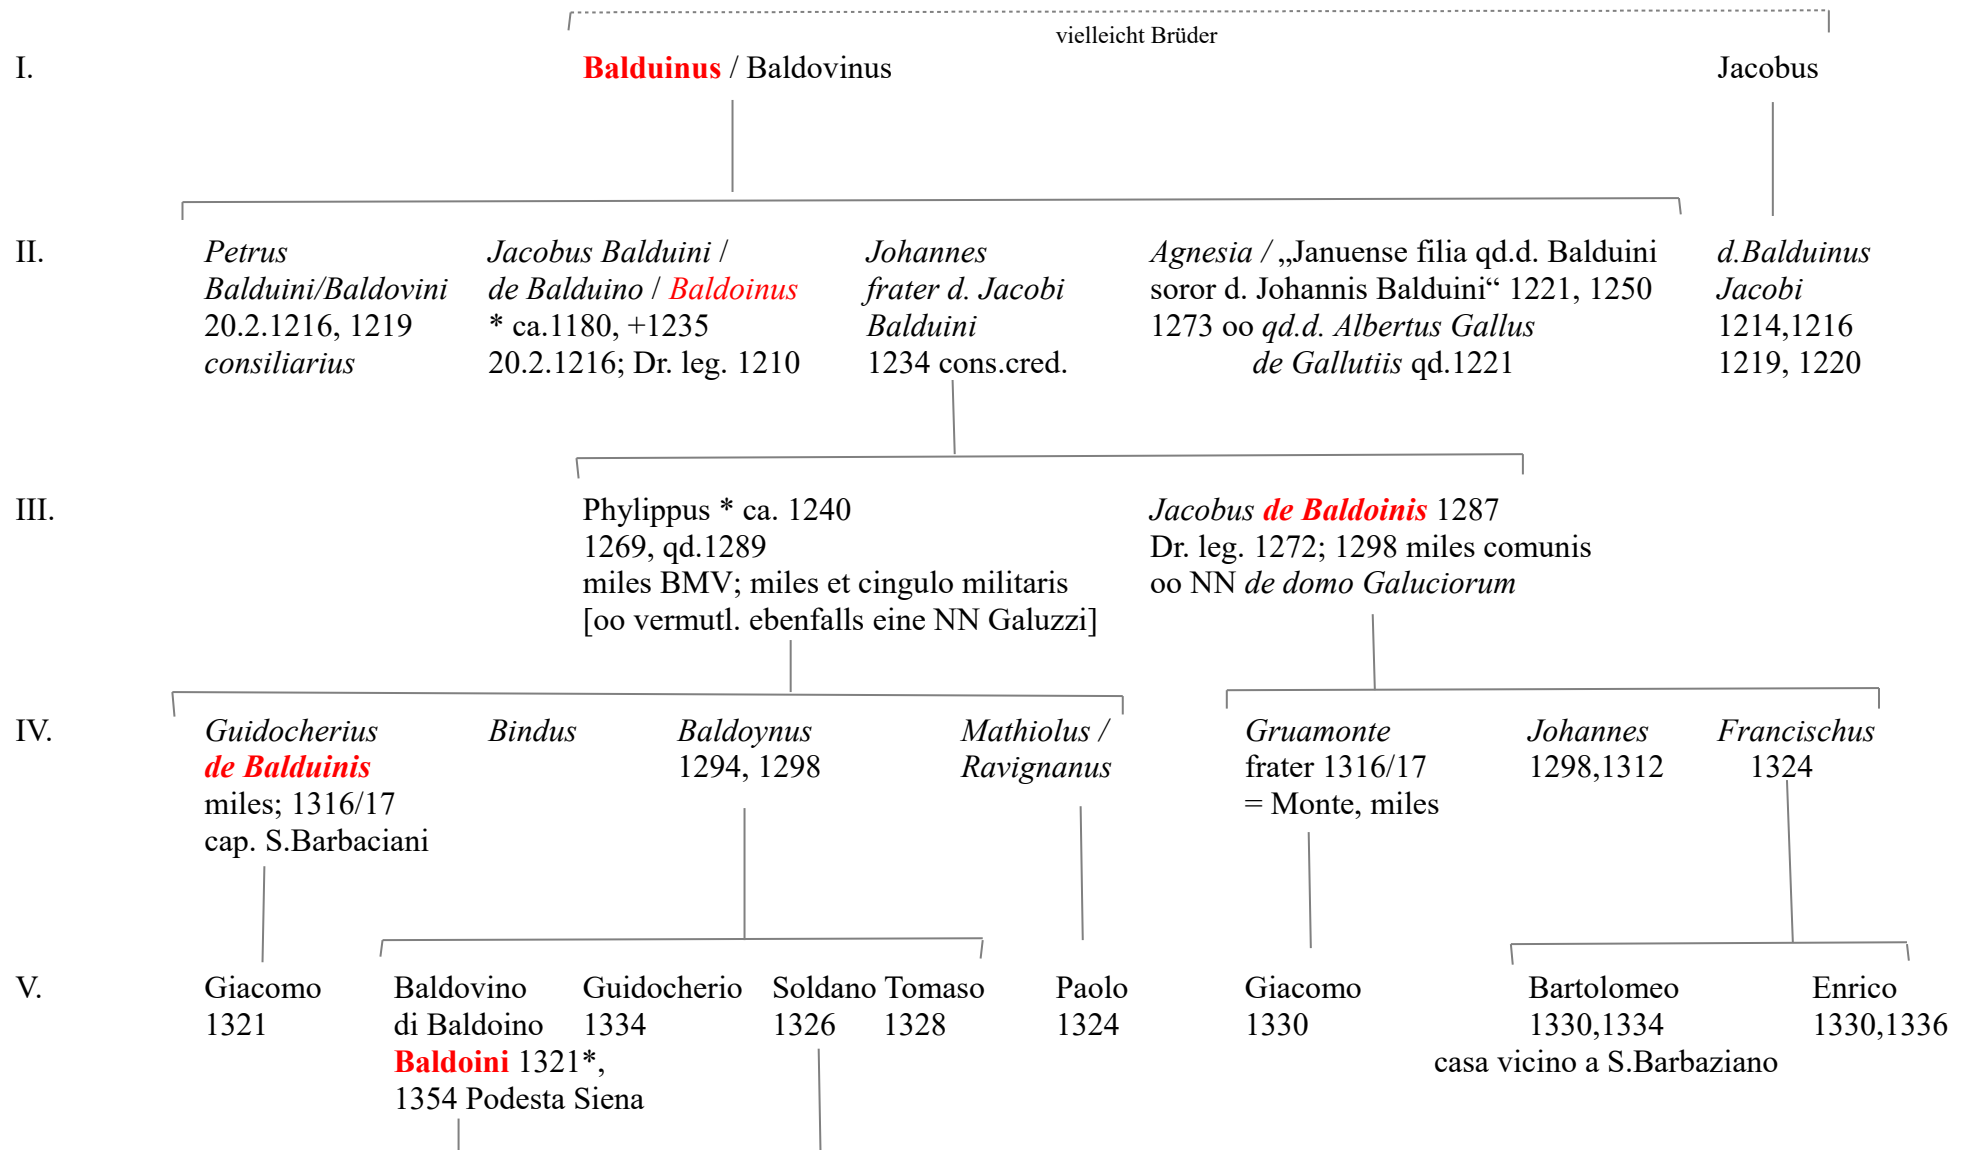 vielleicht Brüder
I.
Balduinus / Baldovinus
Jacobus
II.
Petrus
Balduini/Baldovini
20.2.1216, 1219
consiliarius
Jacobus Balduini /
de Balduino / Baldoinus
* ca.1180, +1235
20.2.1216; Dr. leg. 1210
Johannes
frater d. Jacobi
Balduini
1234 cons.cred.
Agnesia / „Januense filia qd.d. Balduini
soror d. Johannis Balduini“ 1221, 1250
1273 oo qd.d. Albertus Gallus
de Gallutiis qd.1221
d.Balduinus
Jacobi
1214,1216
1219, 1220
III.
Phylippus * ca. 1240
1269, qd.1289
miles BMV; miles et cingulo militaris
[oo vermutl. ebenfalls eine NN Galuzzi]
Jacobus de Baldoinis 1287
Dr. leg. 1272; 1298 miles comunis
oo NN de domo Galuciorum
IV.
Guidocherius
de Balduinis
miles; 1316/17
cap. S.Barbaciani
Bindus
Baldoynus
1294, 1298
Mathiolus /
Ravignanus
Gruamonte
frater 1316/17
= Monte, miles
Johannes
1298,1312
Francischus
1324
V.
Giacomo
1321
Baldovino
di Baldoino
Baldoini 1321*,
1354 Podesta Siena
Guidocherio
1334
Soldano
1326
Tomaso
1328
Paolo
1324
Giacomo
1330
Bartolomeo
1330,1334
Enrico
1330,1336
casa vicino a S.Barbaziano